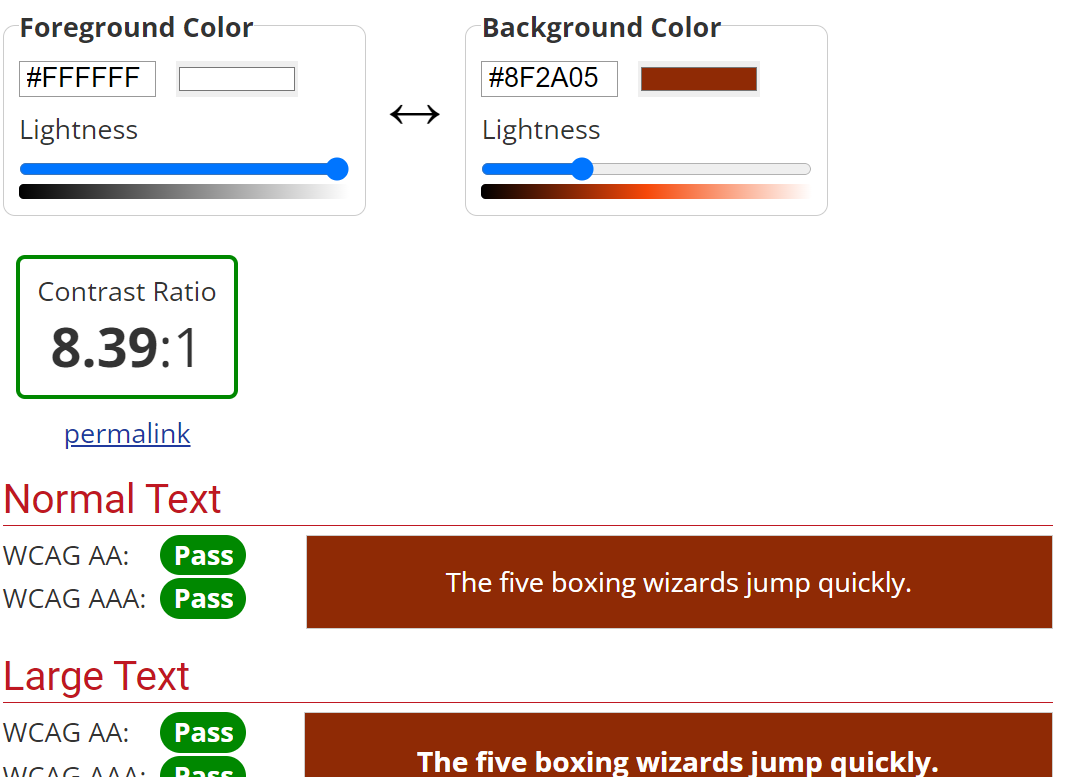 Foreground Color
#FFFFFF
Lightness
Background Color
#8F2A05
Lightness
Contrast Ratio
8.39:1
permalink
Normal Text
WCAG AA: Pass
WCAG AAA: Pass
The five boxing wizards jump quickly.
Large Text
WCAG AA: Pass
WCAG AAA: Pass
The five boxing wizards jump quickly.